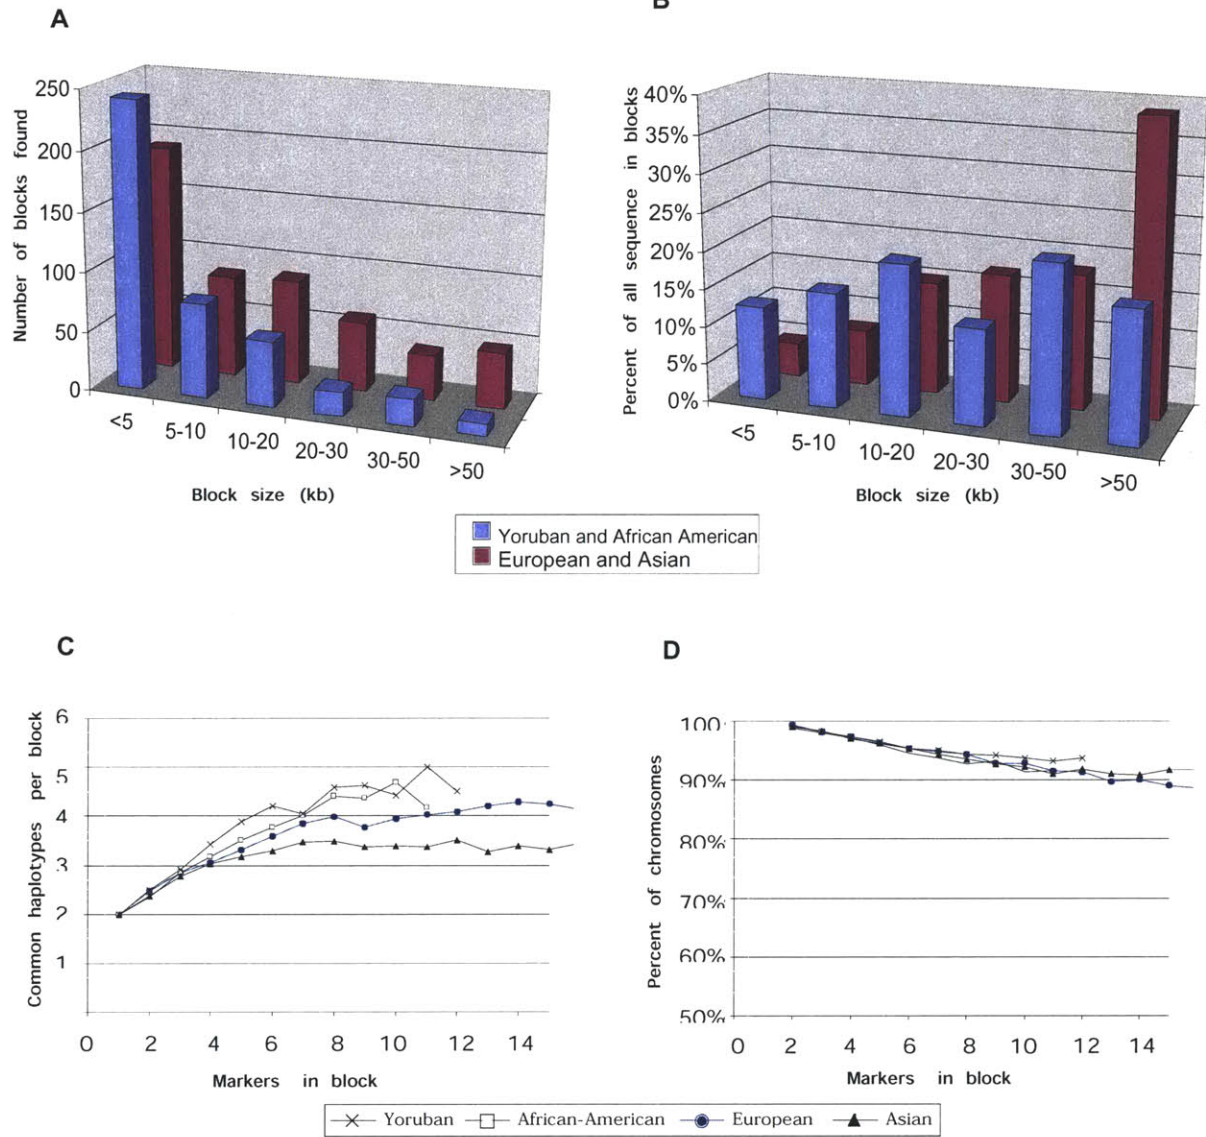 A
B
Number of blocks found
250
200
150
100
50
0
<5
5-10
10-20
20-30
30-50
>50
Block size (kb)
Percent of all sequence in blocks
40%
35%
30%
25%
20%
15%
10%
5%
0%
<5
5-10
10-20
20-30
30-50
>50
Block size (kb)
Yoruban and African American
European and Asian
C
D
Common haplotypes per block
6
5
4
3
2
1
0 2 4 6 8 10 12 14
Markers in block
Percent of chromosomes
100
90%
80%
70%
60%
50%
0 2 4 6 8 10 12 14
Markers in block
Yoruban African-American European Asian